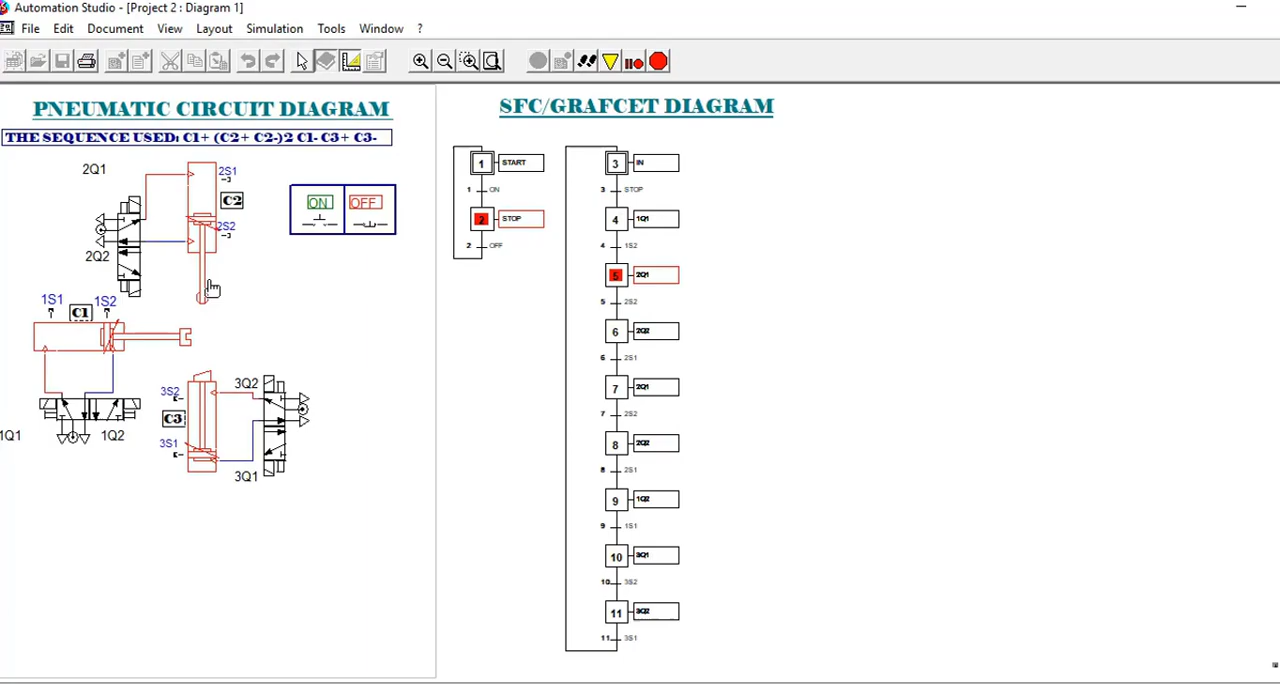 Automation Studio - [Project 2 : Diagram 1]
File Edit Document View Layout Simulation Tools Window ?
PNEUMATIC CIRCUIT DIAGRAM
THE SEQUENCE USED: C1+ (C2+ C2-)2 C1- C3+ C3-
2Q1
2S1
C2
2S2
2Q2
ON OFF
1S1 C1 1S2
3S2
3Q2
C3
3S1
1Q1 1Q2
3Q1
SFC/GRAFCET DIAGRAM
1 START
1 ON
2 STOP
2 OFF
3 IN
3 STOP
4 1Q1
4 1S2
5 2Q1
5 2S2
6 2Q2
6 2S1
7 2Q1
7 2S2
8 2Q2
8 2S1
9 1Q2
9 1S1
10 3Q1
10 3S2
11 3Q2
11 3S1